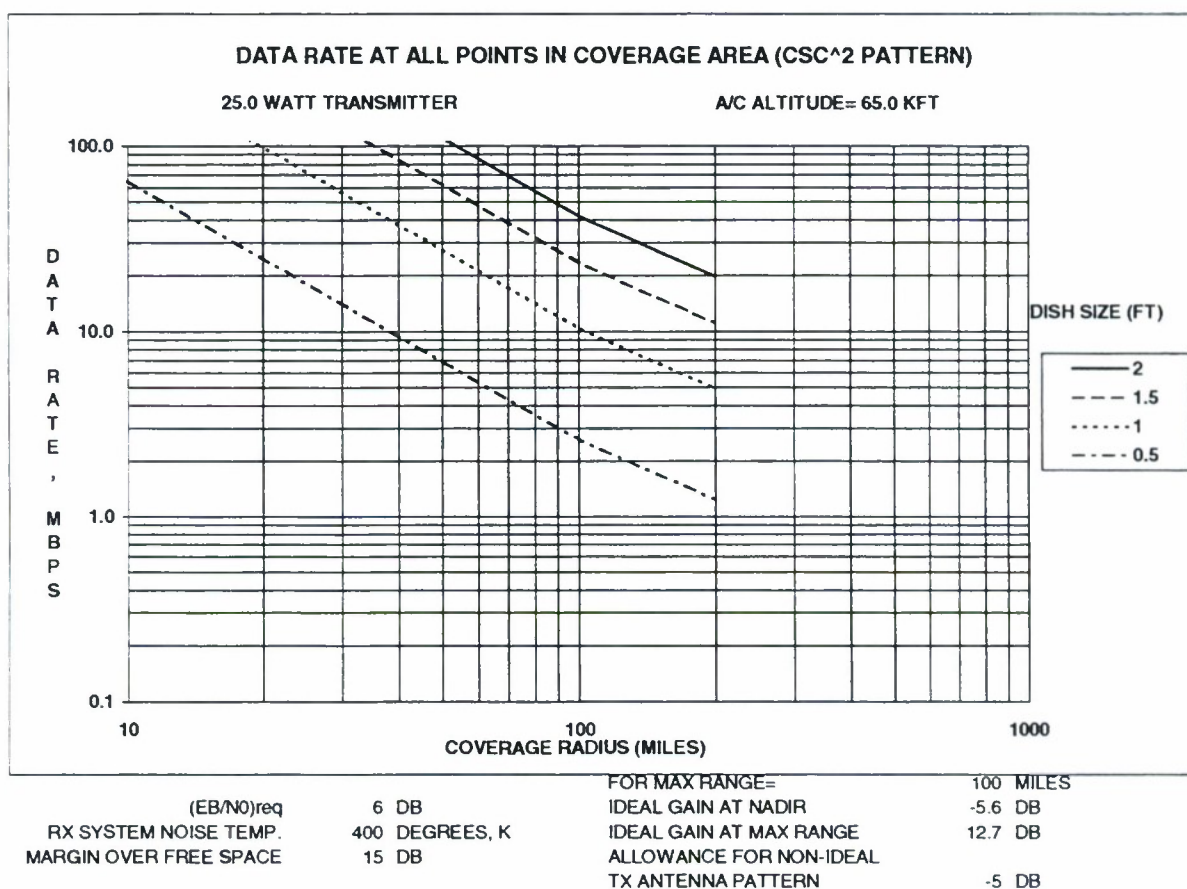 DATA RATE AT ALL POINTS IN COVERAGE AREA (CSC^2 PATTERN)
25.0 WATT TRANSMITTER
A/C ALTITUDE= 65.0 KFT
100.0
10.0
1.0
0.1
DATA RATE, MBPS
10
100
1000
COVERAGE RADIUS (MILES)
DISH SIZE (FT)
2
1.5
1
0.5
(EB/N0)req 6 DB
RX SYSTEM NOISE TEMP. 400 DEGREES, K
MARGIN OVER FREE SPACE 15 DB
FOR MAX RANGE= 100 MILES
IDEAL GAIN AT NADIR -5.6 DB
IDEAL GAIN AT MAX RANGE 12.7 DB
ALLOWANCE FOR NON-IDEAL
TX ANTENNA PATTERN -5 DB